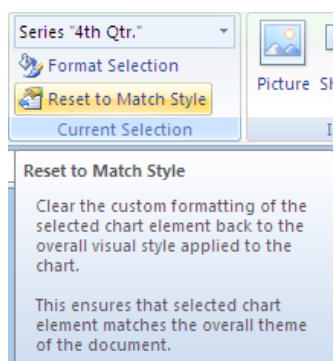 Series "4th Qtr."
Format Selection
Picture
Reset to Match Style
Current Selection
Reset to Match Style
Clear the custom formatting of the
selected chart element back to the
overall visual style applied to the
chart.
This ensures that selected chart
element matches the overall theme
of the document.